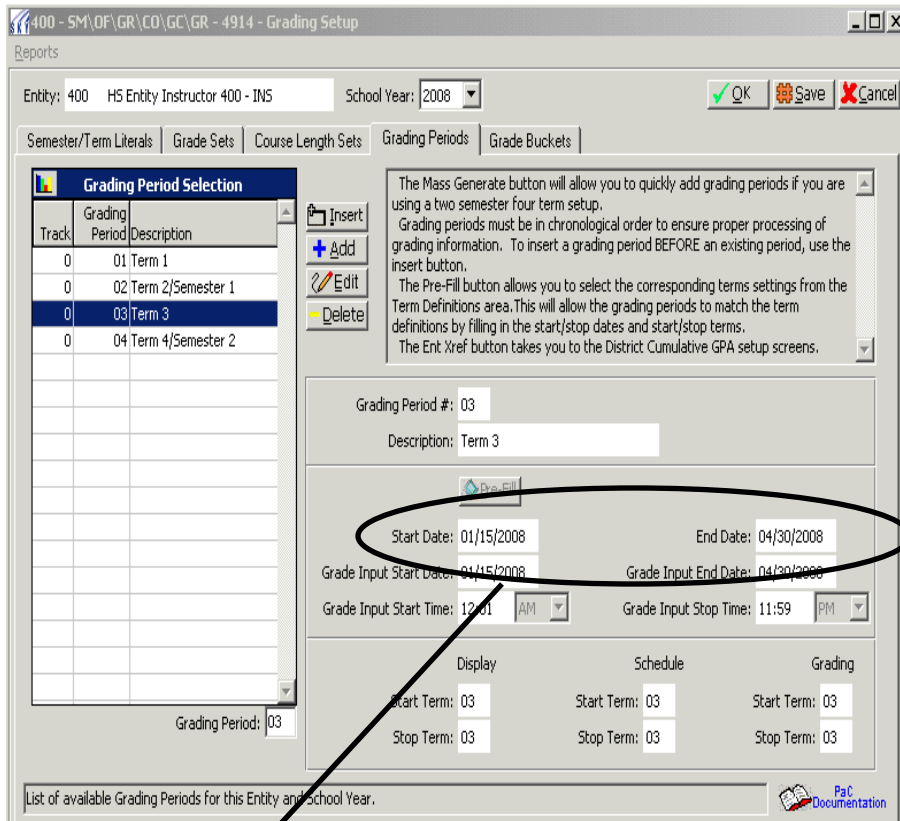 400 - SM\OF\GR\CO\GC\GR - 4914 - Grading Setup
Reports
Entity: 400 HS Entity Instructor 400 - INS School Year: 2008 OK Save Cancel
Semester/Term Literals Grade Sets Course Length Sets Grading Periods Grade Buckets
Grading Period Selection
Track Grading Period Description
0 01 Term 1
0 02 Term 2/Semester 1
0 03 Term 3
0 04 Term 4/Semester 2
Grading Period: 03
Insert
Add
Edit
Delete
The Mass Generate button will allow you to quickly add grading periods if you are
using a two semester four term setup.
Grading periods must be in chronological order to ensure proper processing of
grading information. To insert a grading period BEFORE an existing period, use the
insert button.
The Pre-Fill button allows you to select the corresponding terms settings from the
Term Definitions area.This will allow the grading periods to match the term
definitions by filling in the start/stop dates and start/stop terms.
The Ent Xref button takes you to the District Cumulative GPA setup screens.
Grading Period #: 03
Description: Term 3
Pre-Fill
Start Date: 01/15/2008 End Date: 04/30/2008
Grade Input Start Date: 01/15/2008 Grade Input End Date: 04/30/2008
Grade Input Start Time: 12:01 AM Grade Input Stop Time: 11:59 PM
Display Schedule Grading
Start Term: 03 Start Term: 03 Start Term: 03
Stop Term: 03 Stop Term: 03 Stop Term: 03
List of available Grading Periods for this Entity and School Year.
PaC
Documentation